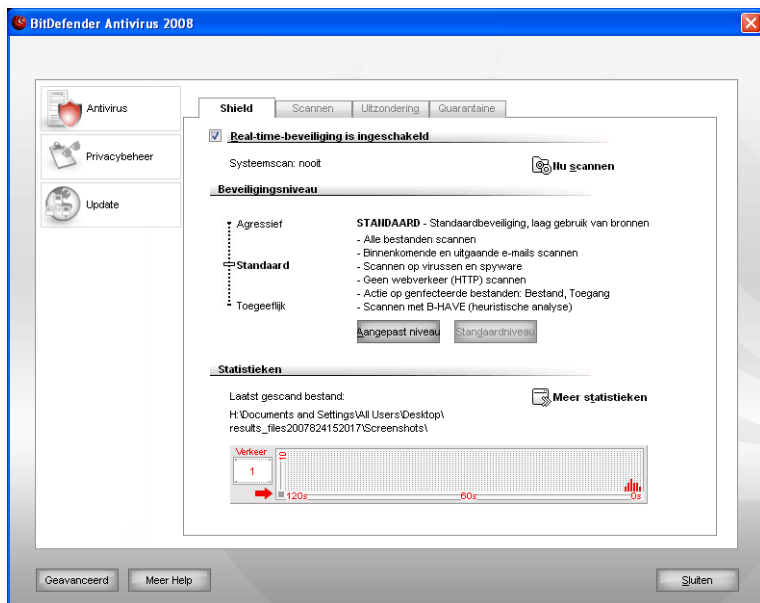 BitDefender Antivirus 2008
Antivirus
Privacybeheer
Update
Shield
Scannen
Uitzondering
Quarantaine
Real-time-beveiliging is ingeschakeld
Systeemscan: nooit
Nu scannen
Beveiligingsniveau
Agressief
Standaard
Toegeeflijk
STANDAARD - Standaardbeveiliging, laag gebruik van bronnen
- Alle bestanden scannen
- Binnenkomende en uitgaande e-mails scannen
- Scannen op virussen en spyware
- Geen webverkeer (HTTP) scannen
- Actie op genfecteerde bestanden: Bestand, Toegang
- Scannen met B-HAVE (heuristische analyse)
Aangepast niveau
Standaardniveau
Statistieken
Laatst gescand bestand:
Meer statistieken
H:\Documents and Settings\All Users\Desktop\
results_files2007824152017\Screenshots\
Verkeer
1
10
120s
60s
0s
Geavanceerd
Meer Help
Sluiten